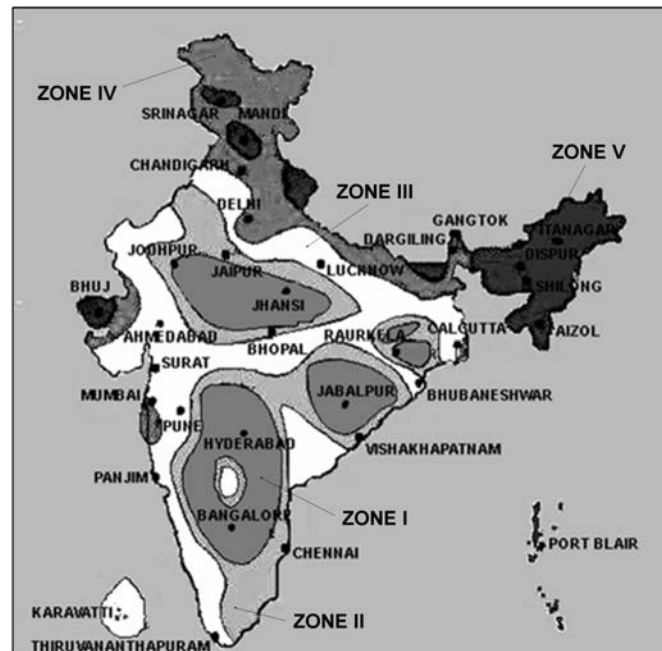 ZONE IV
SRINAGAR
MANDI
ZONE V
CHANDIGARH
ZONE III
DELHI
GANGTOK
ITANAGAR
DARGILING
DISPUR
JODHPUR
JAIPUR
LUCKNOW
SHILONG
BHUJ
JHANSI
AHMEDABAD
RAURKELA
CALCUTTA
AIZOL
BHOPAL
SURAT
MUMBAI
JABALPUR
BHUBANESHWAR
PUNE
HYDERABAD
VISHAKHAPATNAM
PANJIM
BANGALORE
ZONE I
CHENNAI
PORT BLAIR
KARAVATTI
ZONE II
THIRUVANANTHAPURAM